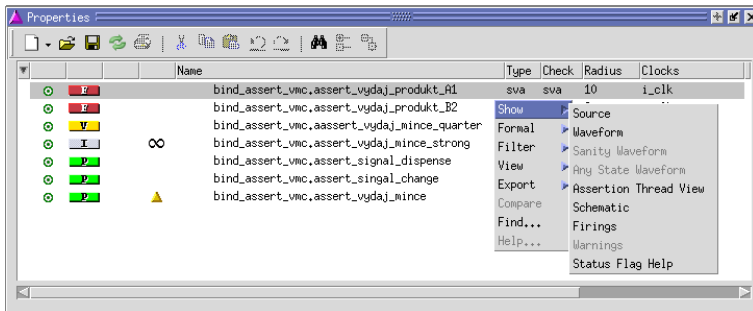 Properties
Name Type Check Radius Clocks
F bind_assert_vmc.assert_vydaj_produkt_A1 sva sva 10 i_clk
F bind_assert_vmc.assert_vydaj_produkt_B2
V bind_assert_vmc.aassert_vydaj_mince_quarter
I ∞ bind_assert_vmc.assert_vydaj_mince_strong
P bind_assert_vmc.assert_signal_dispense
P bind_assert_vmc.assert_singal_change
P bind_assert_vmc.assert_vydaj_mince
Show
Formal
Filter
View
Export
Compare
Find...
Help...
Source
Waveform
Sanity Waveform
Any State Waveform
Assertion Thread View
Schematic
Firings
Warnings
Status Flag Help